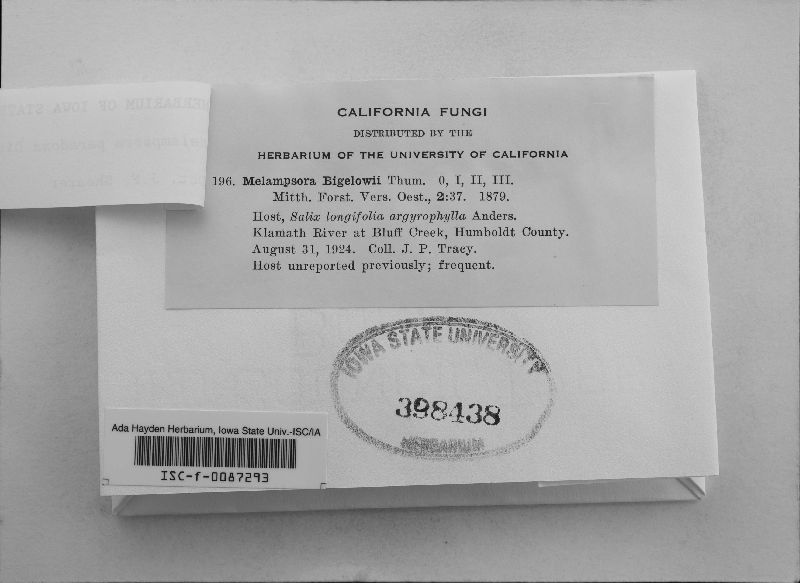 CALIFORNIA FUNGI
DISTRIBUTED BY THE
HERBARIUM OF THE UNIVERSITY OF CALIFORNIA
196. Melampsora Bigelowii Thum. 0, I, II, III.
Mitth. Forst. Vers. Oest., 2:37. 1879.
Host, Salix longifolia argyrophylla Anders.
Klamath River at Bluff Creek, Humboldt County.
August 31, 1924. Coll. J. P. Tracy.
Host unreported previously; frequent.
IOWA STATE UNIVERSITY
398438
HERBARIUM
Ada Hayden Herbarium, Iowa State Univ.-ISC/IA
ISC-f-0087293